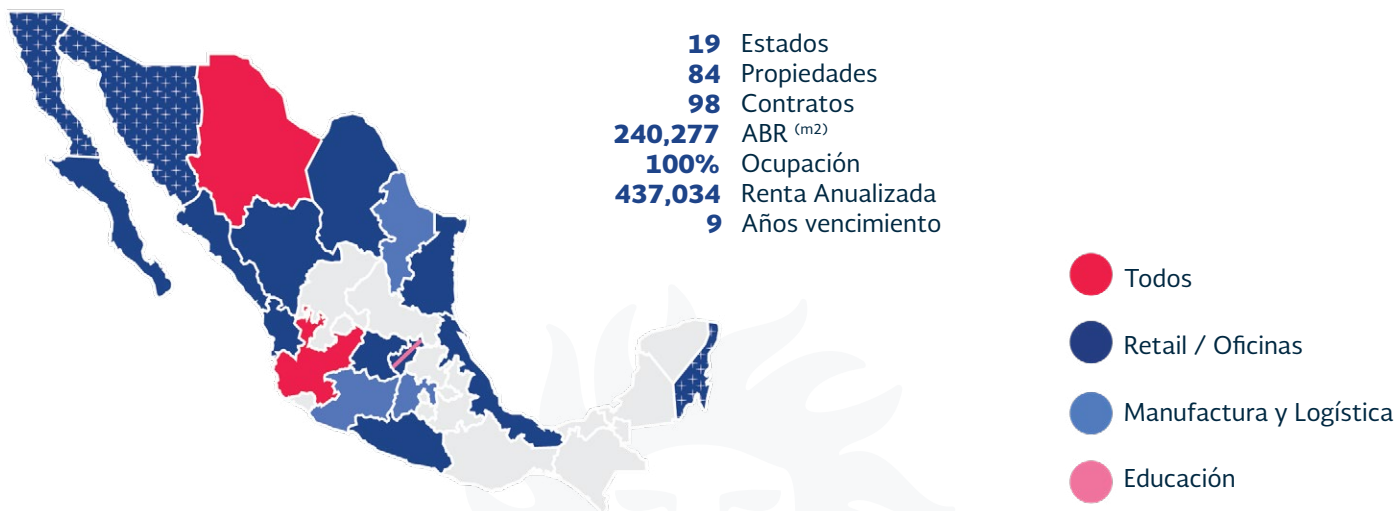 19 Estados
84 Propiedades
98 Contratos
240,277 ABR (m2)
100% Ocupación
437,034 Renta Anualizada
9 Años vencimiento
Todos
Retail / Oficinas
Manufactura y Logística
Educación